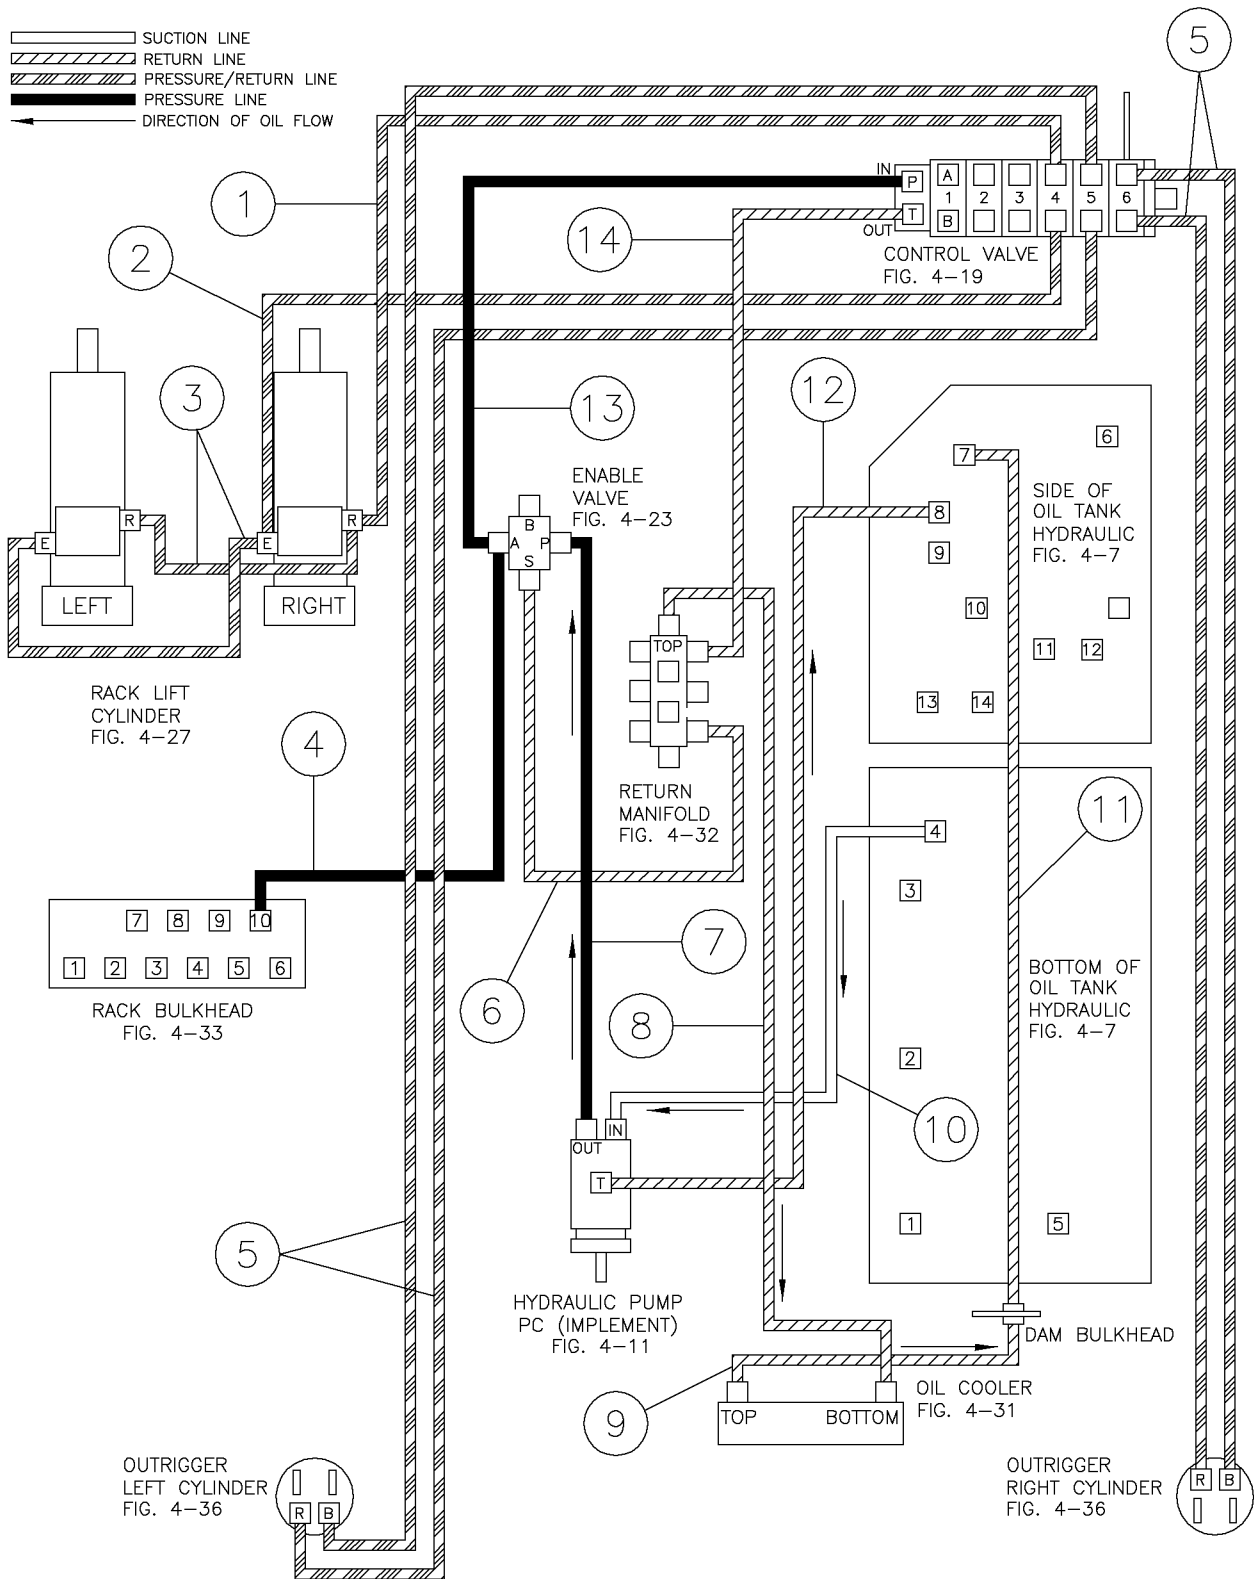 SUCTION LINE
RETURN LINE
PRESSURE/RETURN LINE
PRESSURE LINE
DIRECTION OF OIL FLOW
5
1
2
14
IN
P
A
1
B
2
3
4
5
6
T
OUT
CONTROL VALVE
FIG. 4-19
3
13
12
ENABLE
VALVE
FIG. 4-23
B
A
P
S
R
E
R
E
LEFT
RIGHT
RACK LIFT
CYLINDER
FIG. 4-27
7
6
8
9
10
11
12
13
14
SIDE OF
OIL TANK
HYDRAULIC
FIG. 4-7
TOP
RETURN
MANIFOLD
FIG. 4-32
4
11
4
3
2
1
5
BOTTOM OF
OIL TANK
HYDRAULIC
FIG. 4-7
7 8 9 10
1 2 3 4 5 6
RACK BULKHEAD
FIG. 4-33
7
6
8
10
OUT
IN
T
HYDRAULIC PUMP
PC (IMPLEMENT)
FIG. 4-11
5
DAM BULKHEAD
9
TOP
BOTTOM
OIL COOLER
FIG. 4-31
OUTRIGGER
LEFT CYLINDER
FIG. 4-36
R B
OUTRIGGER
RIGHT CYLINDER
FIG. 4-36
R B
5